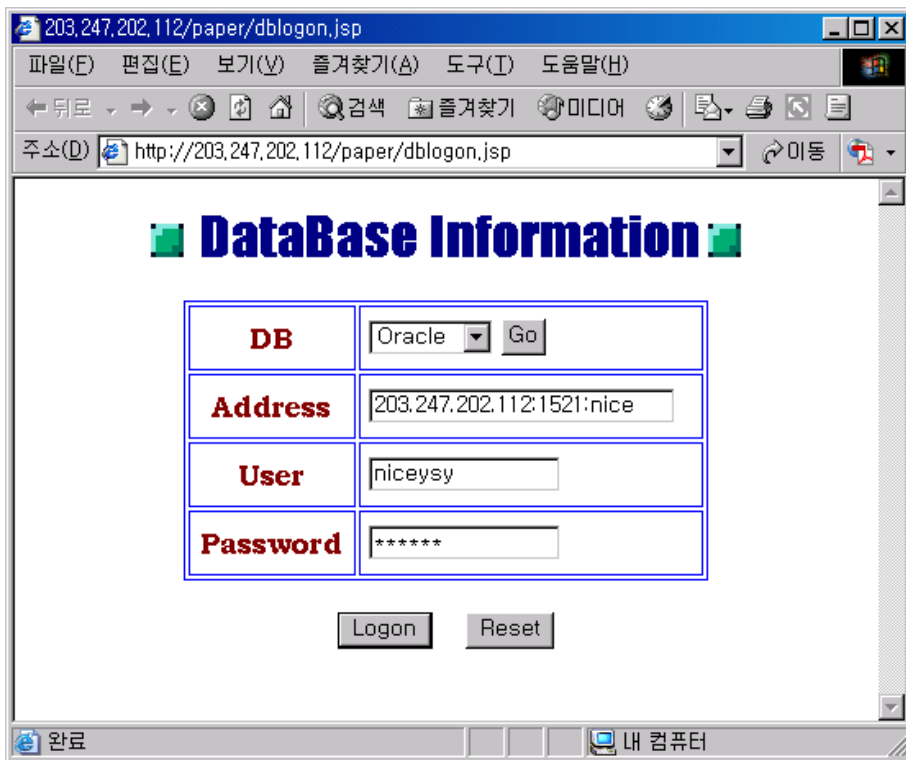 203,247,202,112/paper/dblogon,jsp
파일(F) 편집(E) 보기(V) 즐겨찾기(A) 도구(T) 도움말(H)
뒤로 검색 즐겨찾기 미디어
주소(D) http://203,247,202,112/paper/dblogon,jsp 이동
DataBase Information
DB Oracle Go
Address 203.247.202.112:1521:nice
User niceysy
Password ******
Logon Reset
완료 내 컴퓨터